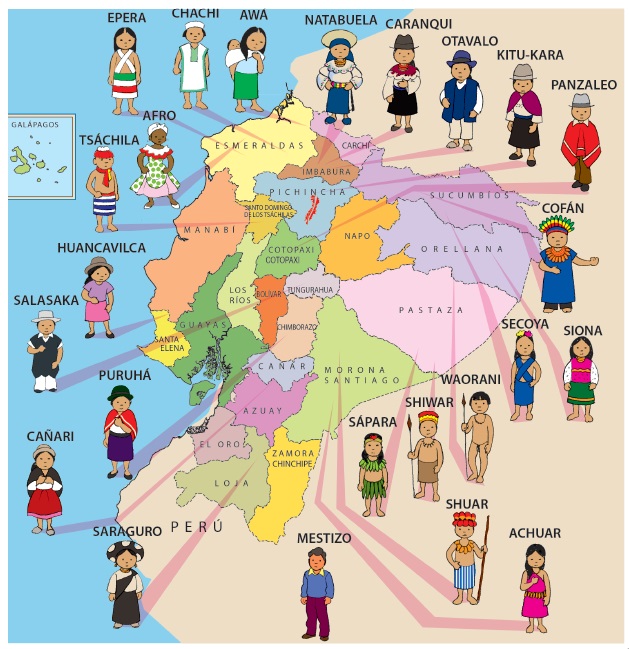 EPERA
CHACHI
AWÁ
NATABUELA
CARANQUI
OTAVALO
KITU-KARA
PANZALEO
GALÁPAGOS
AFRO
TSÁCHILA
ESMERALDAS
CARCHI
IMBABURA
PICHINCHA
SUCUMBÍOS
SANTO DOMINGO
DE LOS TSÁCHILAS
COFÁN
MANABÍ
NAPO
ORELLANA
HUANCAVILCA
COTOPAXI
COTOPAXI
LOS
RÍOS
BOLIVAR
TUNGURAHUA
SALASAKA
PASTAZA
GUAYAS
CHIMBORAZO
SANTA
ELENA
SECOYA
SIONA
PURUHÁ
CAÑAR
MORONA
SANTIAGO
WAORANI
SHIWAR
AZUAY
SÁPARA
CAÑARI
EL ORO
ZAMORA
CHINCHIPE
LOJA
SHUAR
SARAGURO
PERÚ
MESTIZO
ACHUAR